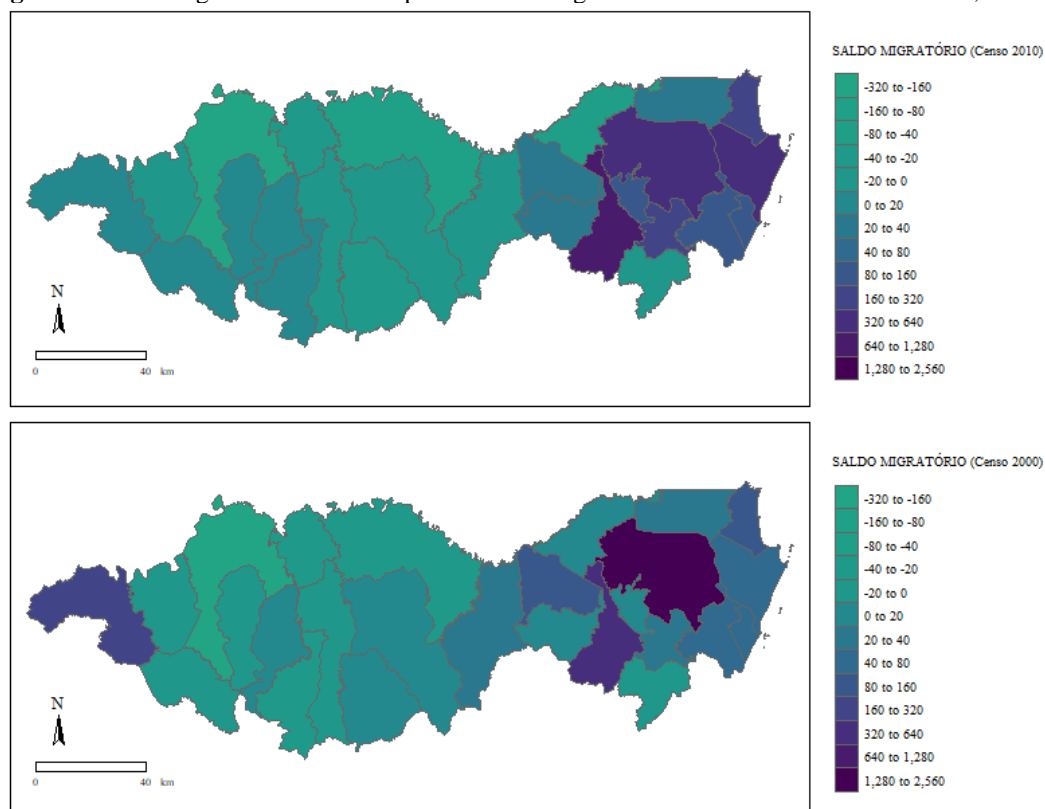 SALDO MIGRATÓRIO (Censo 2010)
-320 to -160
-160 to -80
-80 to -40
-40 to -20
-20 to 0
0 to 20
20 to 40
40 to 80
80 to 160
160 to 320
320 to 640
640 to 1,280
1,280 to 2,560
N
0 40 km
SALDO MIGRATÓRIO (Censo 2000)
-320 to -160
-160 to -80
-80 to -40
-40 to -20
-20 to 0
0 to 20
20 to 40
40 to 80
80 to 160
160 to 320
320 to 640
640 to 1,280
1,280 to 2,560
N
0 40 km